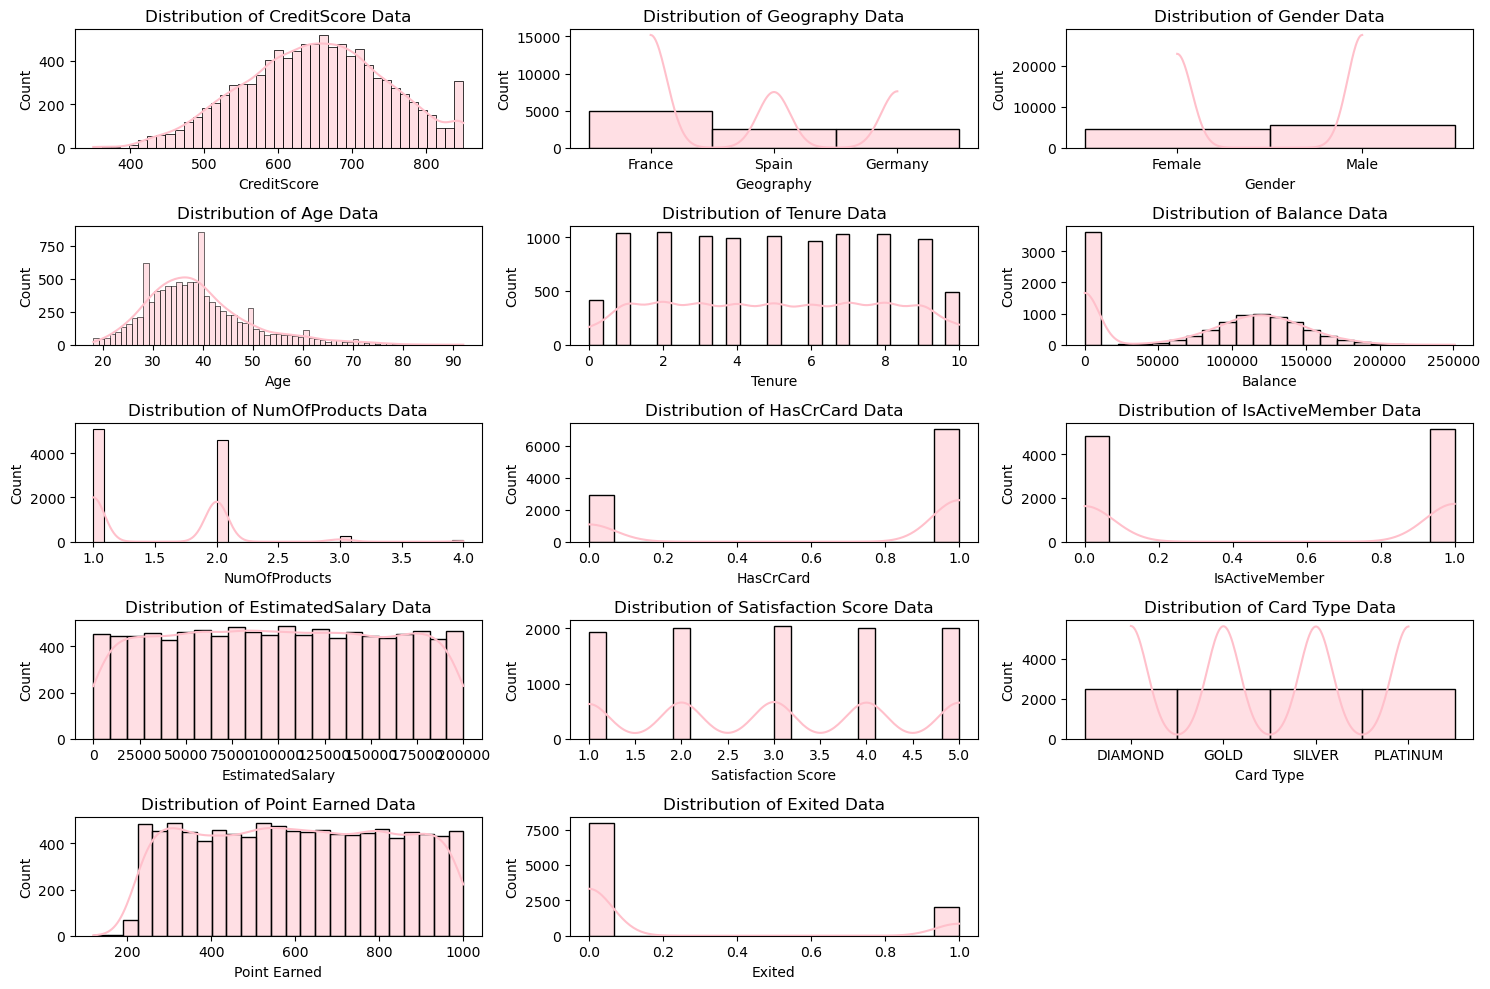 Distribution of CreditScore Data
Count
400
200
0
400 500 600 700 800
CreditScore
Distribution of Geography Data
Count
15000
10000
5000
0
France Spain Germany
Geography
Distribution of Gender Data
Count
20000
10000
0
Female Male
Gender
Distribution of Age Data
Count
750
500
250
0
20 30 40 50 60 70 80 90
Age
Distribution of Tenure Data
Count
1000
500
0
0 2 4 6 8 10
Tenure
Distribution of Balance Data
Count
3000
2000
1000
0
0 50000 100000 150000 200000 250000
Balance
Distribution of NumOfProducts Data
Count
4000
2000
0
1.0 1.5 2.0 2.5 3.0 3.5 4.0
NumOfProducts
Distribution of HasCrCard Data
Count
6000
4000
2000
0
0.0 0.2 0.4 0.6 0.8 1.0
HasCrCard
Distribution of IsActiveMember Data
Count
4000
2000
0
0.0 0.2 0.4 0.6 0.8 1.0
IsActiveMember
Distribution of EstimatedSalary Data
Count
400
200
0
0 25000 50000 75000 100000 125000 150000 175000 200000
EstimatedSalary
Distribution of Satisfaction Score Data
Count
2000
1000
0
1.0 1.5 2.0 2.5 3.0 3.5 4.0 4.5 5.0
Satisfaction Score
Distribution of Card Type Data
Count
4000
2000
0
DIAMOND GOLD SILVER PLATINUM
Card Type
Distribution of Point Earned Data
Count
400
200
0
200 400 600 800 1000
Point Earned
Distribution of Exited Data
Count
7500
5000
2500
0
0.0 0.2 0.4 0.6 0.8 1.0
Exited